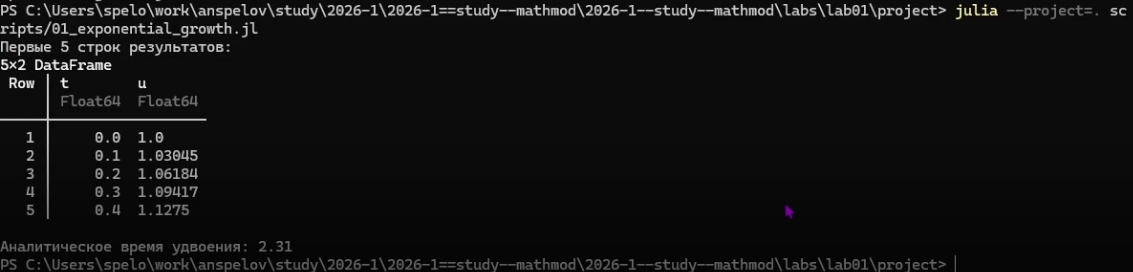 PS C:\Users\spelo\work\anspelov\study\2026-1\2026-1==study--mathmod\2026-1--study--mathmod\labs\lab01\project> julia --project=. sc
ripts/01_exponential_growth.jl
Первые 5 строк результатов:
5×2 DataFrame
Row t u
Float64 Float64
1 0.0 1.0
2 0.1 1.03045
3 0.2 1.06184
4 0.3 1.09417
5 0.4 1.1275
Аналитическое время удвоения: 2.31
PS C:\Users\spelo\work\anspelov\study\2026-1\2026-1==study--mathmod\2026-1--study--mathmod\labs\lab01\project>